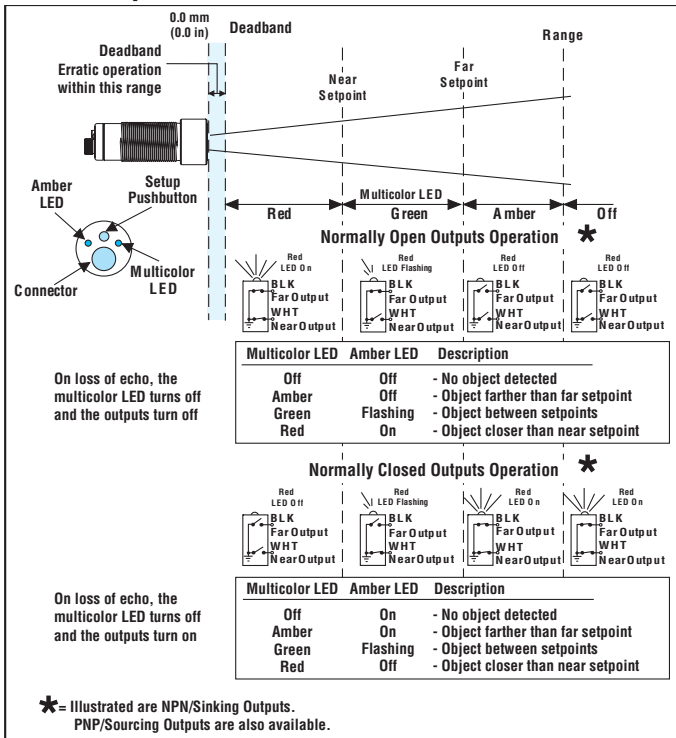 0.0 mm
(0.0 in)
Deadband
Range
Deadband
Erratic operation
within this range
Near
Setpoint
Far
Setpoint
Amber
LED
Setup
Pushbutton
Multicolor LED
Red
Green
Amber
Off
Connector
Multicolor
LED
Normally Open Outputs Operation *
Red
LED On
Red
LED Flashing
Red
LED Off
Red
LED Off
BLK
Far Output
WHT
Near Output
BLK
Far Output
WHT
Near Output
BLK
Far Output
WHT
Near Output
BLK
Far Output
WHT
Near Output
On loss of echo, the
multicolor LED turns off
and the outputs turn off
Multicolor LED Amber LED Description
Off Off - No object detected
Amber Off - Object farther than far setpoint
Green Flashing - Object between setpoints
Red On - Object closer than near setpoint
Normally Closed Outputs Operation *
Red
LED Off
Red
LED Flashing
Red
LED On
Red
LED On
BLK
Far Output
WHT
Near Output
BLK
Far Output
WHT
Near Output
BLK
Far Output
WHT
Near Output
BLK
Far Output
WHT
Near Output
On loss of echo, the
multicolor LED turns off
and the outputs turn on
Multicolor LED Amber LED Description
Off On - No object detected
Amber On - Object farther than far setpoint
Green Flashing - Object between setpoints
Red Off - Object closer than near setpoint
*= Illustrated are NPN/Sinking Outputs.
PNP/Sourcing Outputs are also available.